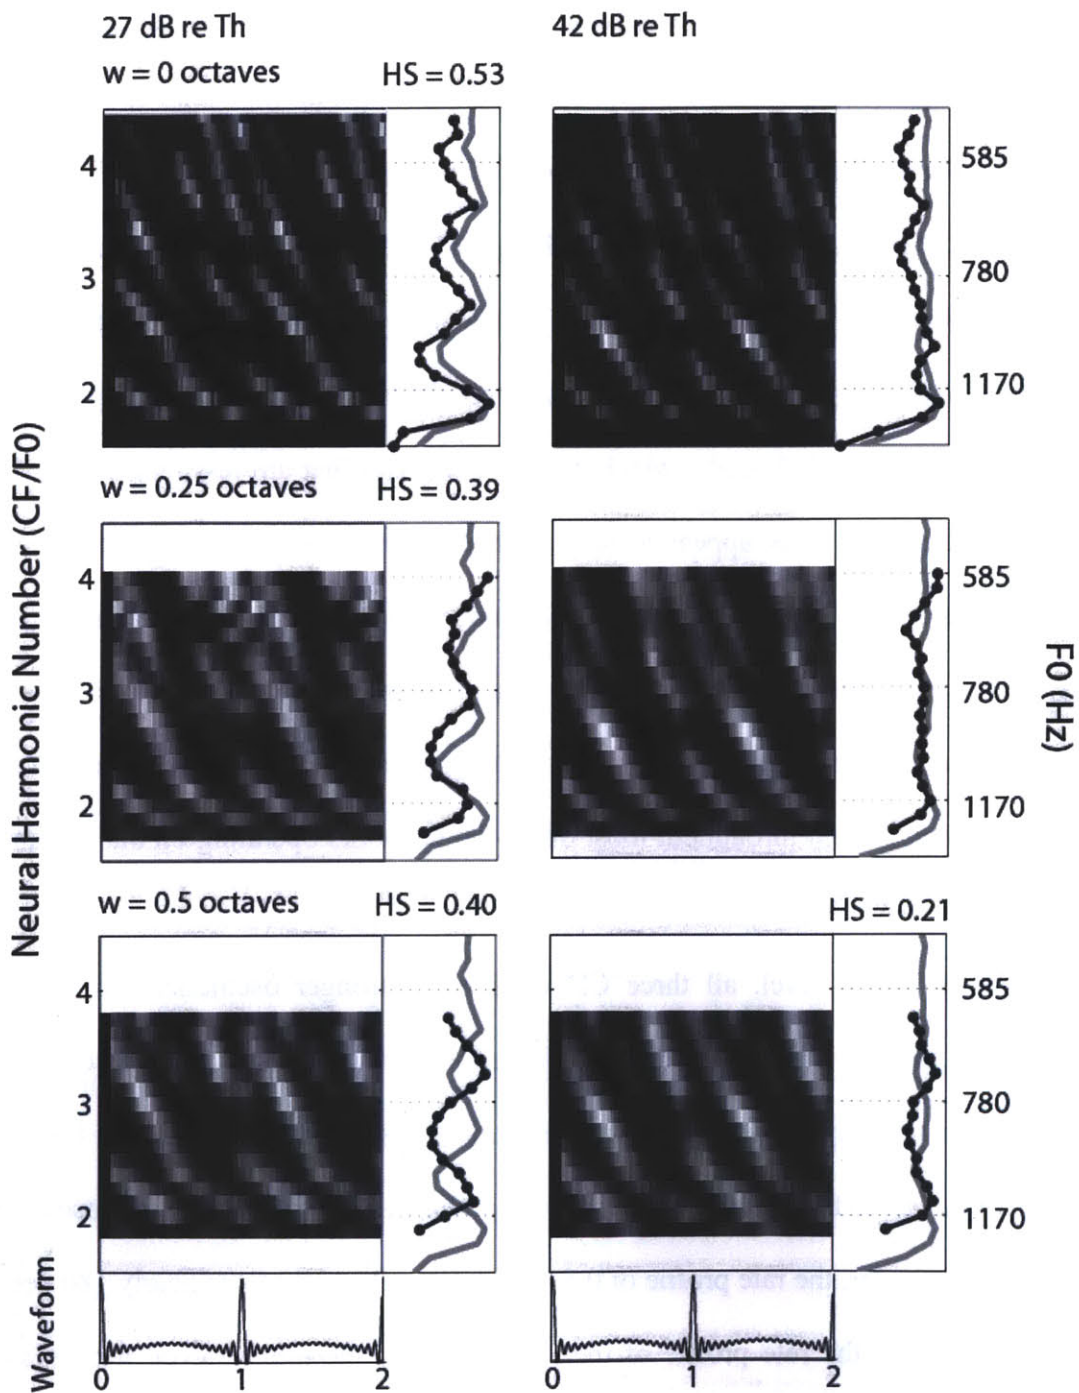 27 dB re Th
42 dB re Th
w = 0 octaves
HS = 0.53
4
3
2
585
780
1170
w = 0.25 octaves
HS = 0.39
4
3
2
585
780
1170
w = 0.5 octaves
HS = 0.40
HS = 0.21
4
3
2
585
780
1170
Neural Harmonic Number (CF/F0)
F0 (Hz)
Waveform
0
1
2
0
1
2